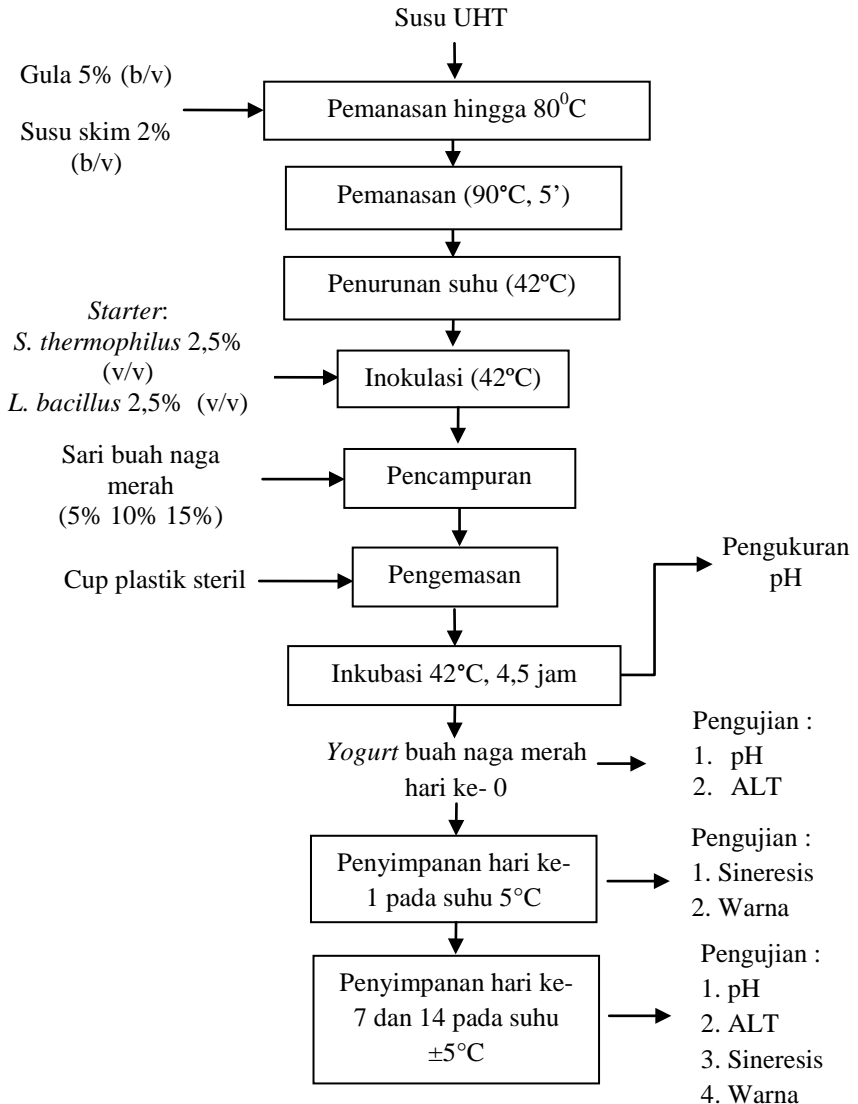 Susu UHT
Gula 5% (b/v)
Susu skim 2%
(b/v)
Pemanasan hingga 80⁰C
Pemanasan (90°C, 5’)
Penurunan suhu (42ºC)
Starter:
S. thermophilus 2,5%
(v/v)
L. bacillus 2,5% (v/v)
Inokulasi (42ºC)
Sari buah naga
merah
(5% 10% 15%)
Pencampuran
Cup plastik steril
Pengemasan
Pengukuran
pH
Inkubasi 42°C, 4,5 jam
Yogurt buah naga merah
hari ke- 0
Pengujian :
1. pH
2. ALT
Penyimpanan hari ke-
1 pada suhu 5°C
Pengujian :
1. Sineresis
2. Warna
Penyimpanan hari ke-
7 dan 14 pada suhu
±5°C
Pengujian :
1. pH
2. ALT
3. Sineresis
4. Warna